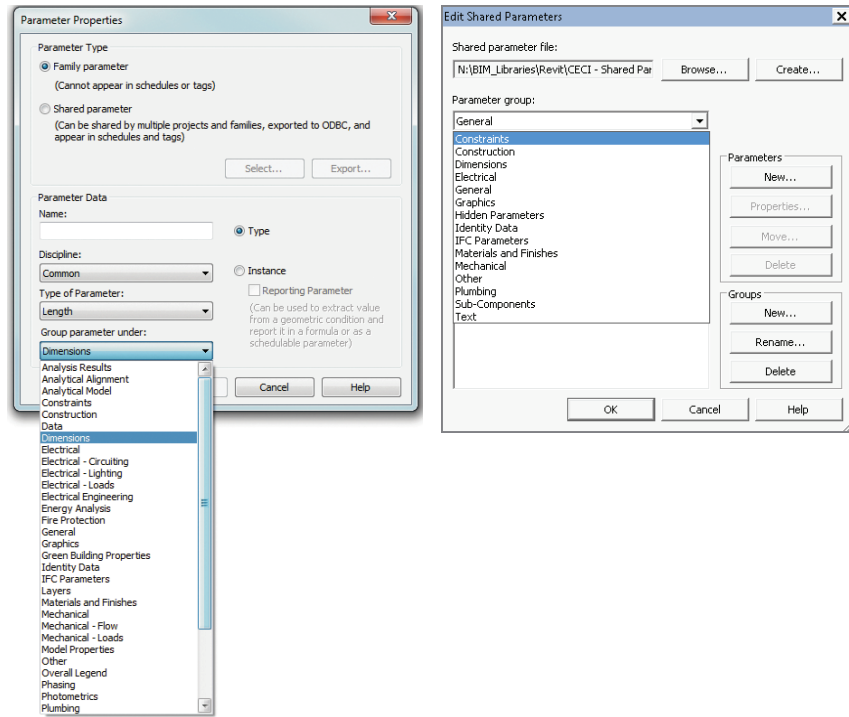 Parameter Properties
Parameter Type
Family parameter
(Cannot appear in schedules or tags)
Shared parameter
(Can be shared by multiple projects and families, exported to ODBC, and
appear in schedules and tags)
Select...
Export...
Parameter Data
Name:
Type
Discipline:
Common
Instance
Reporting Parameter
Type of Parameter:
(Can be used to extract value
Length
from a geometric condition and
report it in a formula or as a
Group parameter under:
schedulable parameter)
Dimensions
Cancel
Help
Analysis Results
Analytical Alignment
Analytical Model
Constraints
Construction
Data
Dimensions
Electrical
Electrical - Circuiting
Electrical - Lighting
Electrical - Loads
Electrical Engineering
Energy Analysis
Fire Protection
General
Graphics
Green Building Properties
Identity Data
IFC Parameters
Layers
Materials and Finishes
Mechanical
Mechanical - Flow
Mechanical - Loads
Model Properties
Other
Overall Legend
Phasing
Photometrics
Plumbing
Edit Shared Parameters
Shared parameter file:
N:\BIM_Libraries\Revit\CECI - Shared Par
Browse...
Create...
Parameter group:
General
Constraints
Construction
Dimensions
Electrical
General
Graphics
Hidden Parameters
Identity Data
IFC Parameters
Materials and Finishes
Mechanical
Other
Plumbing
Sub-Components
Text
Parameters
New...
Properties...
Move...
Delete
Groups
New...
Rename...
Delete
OK
Cancel
Help